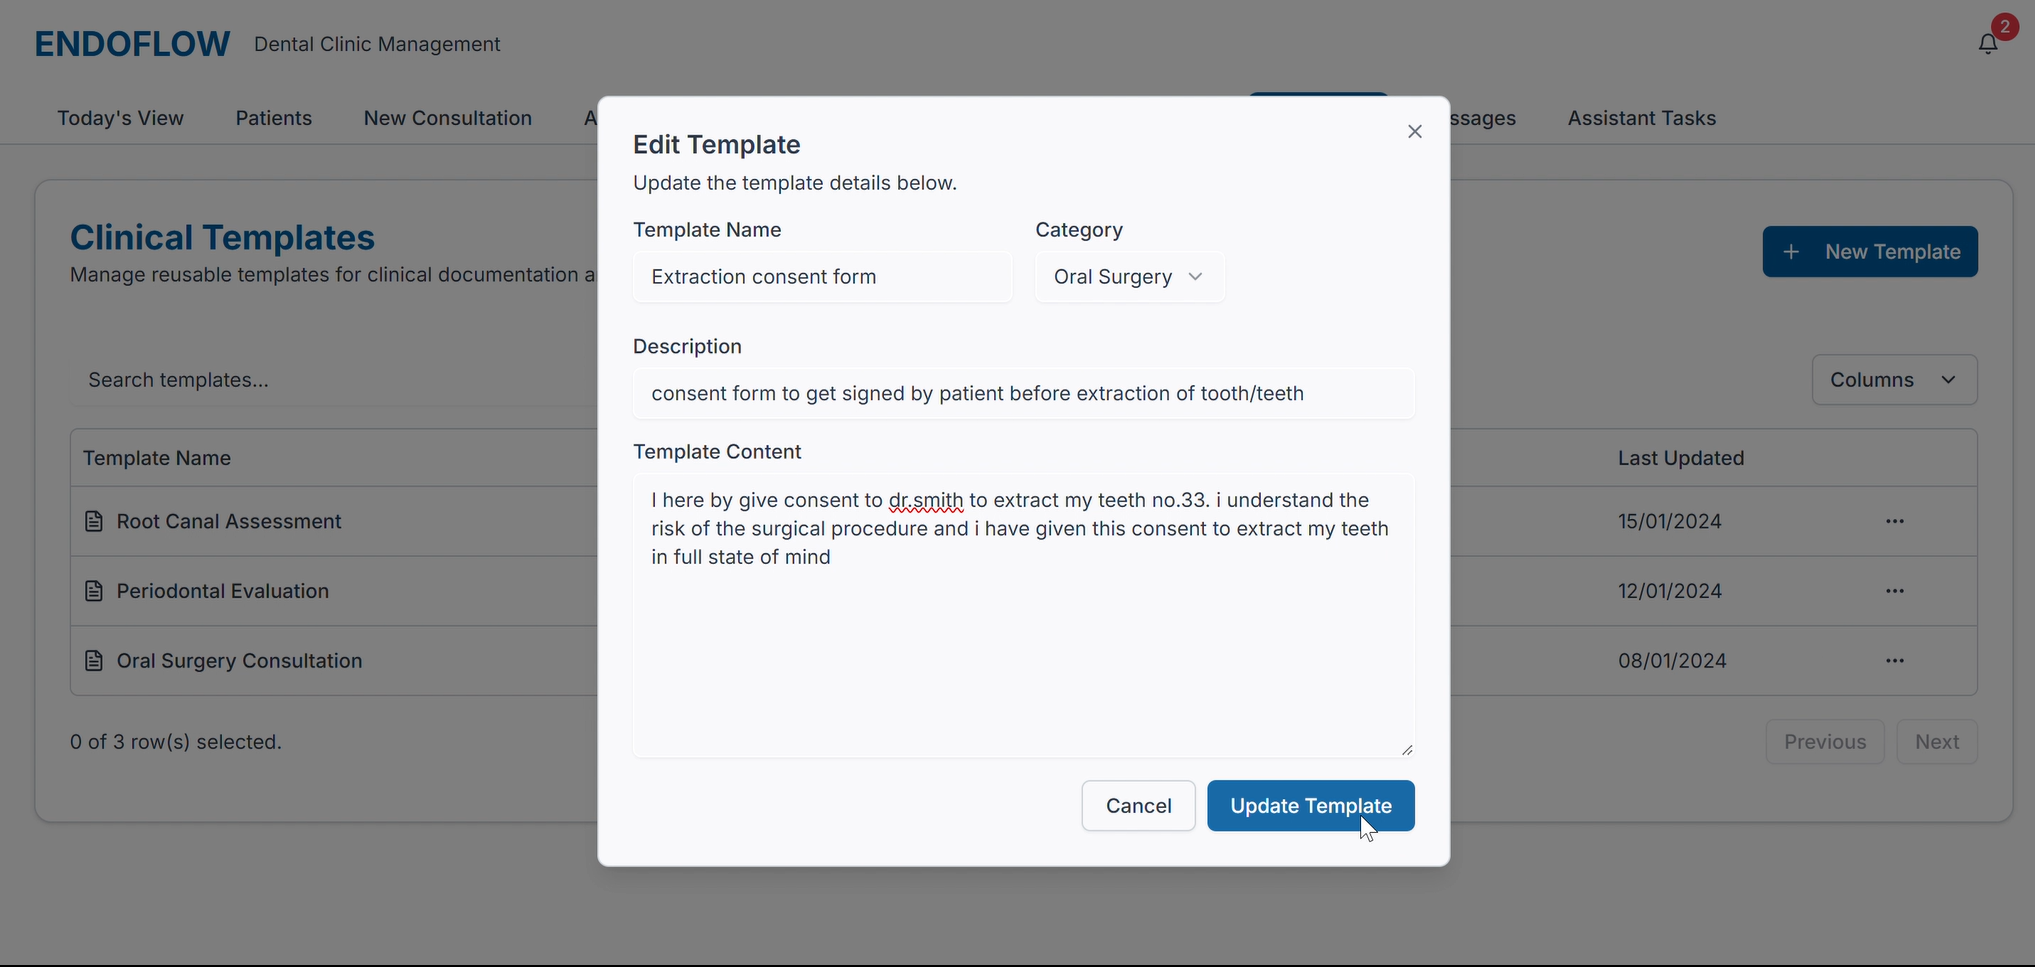 ENDOFLOW Dental Clinic Management
2
Today's View Patients New Consultation A ssages Assistant Tasks
Edit Template
Update the template details below.
Clinical Templates
Manage reusable templates for clinical documentation a
New Template
Template Name Category
Extraction consent form Oral Surgery
Description
consent form to get signed by patient before extraction of tooth/teeth
Search templates...
Columns
Template Content
I here by give consent to dr.smith to extract my teeth no.33. i understand the
risk of the surgical procedure and i have given this consent to extract my teeth
in full state of mind
Cancel Update Template
Template Name Last Updated
Root Canal Assessment 15/01/2024
Periodontal Evaluation 12/01/2024
Oral Surgery Consultation 08/01/2024
0 of 3 row(s) selected.
Previous Next